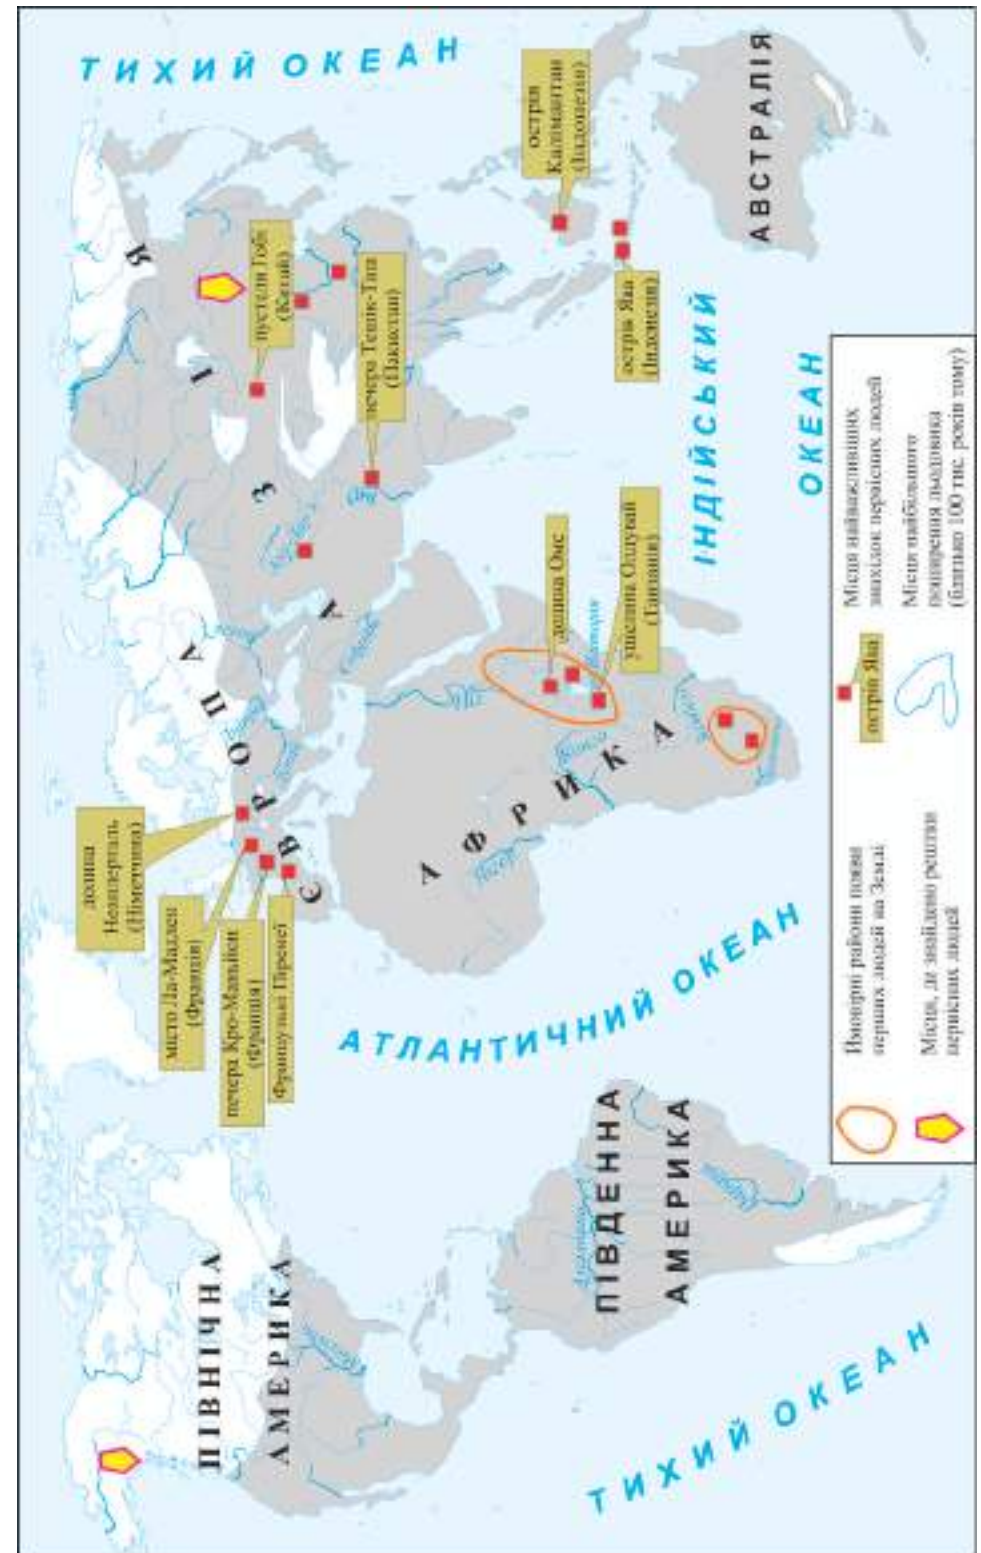 ТИХИЙ ОКЕАН
ПІВНІЧНА
АМЕРИКА
ПІВДЕННА
АМЕРИКА
ТИХИЙ ОКЕАН
АТЛАНТИЧНИЙ ОКЕАН
ІНДІЙСЬКИЙ
ОКЕАН
АФРИКА
ЄВРОПА
АЗІЯ
АВСТРАЛІЯ
долина
Неандерталь
(Німеччина)
місто Ла-Мадлен
(Франція)
печера Кро-Маньйон
(Франція)
Французькі Піренеї
пустеля Гобі
(Китай)
печера Тешік-Таш
(Пакистан)
острів
Калімантан
(Індонезія)
острів Ява
(Індонезія)
долина Омо
ущелина Олдувай
(Танзанія)
Ймовірні райони появи
перших людей на Землі
Місця, де знайдено рештки
первісних людей
острів Ява
Місця найважливіших
знахідок первісних людей
Місця найбільшого
поширення льодовика
(близько 100 тис. років тому)